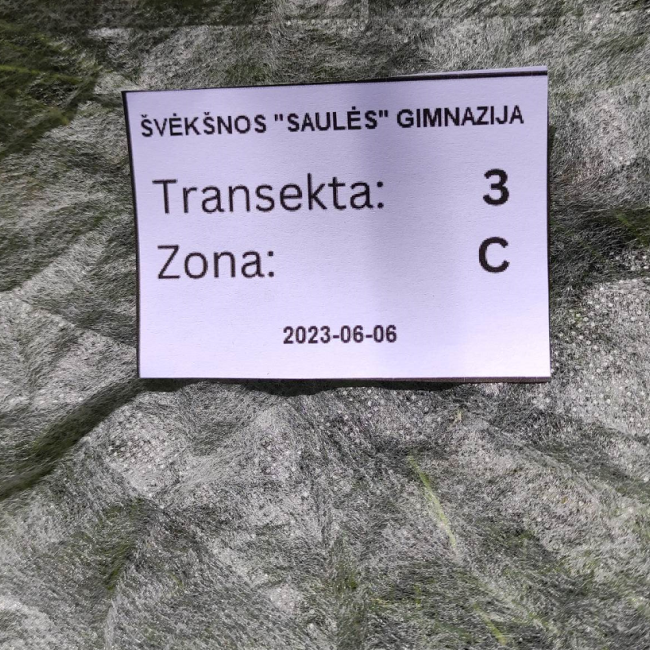 ŠVĖKŠNOS "SAULĖS" GIMNAZIJA
Transekta: 3
Zona: C
2023-06-06